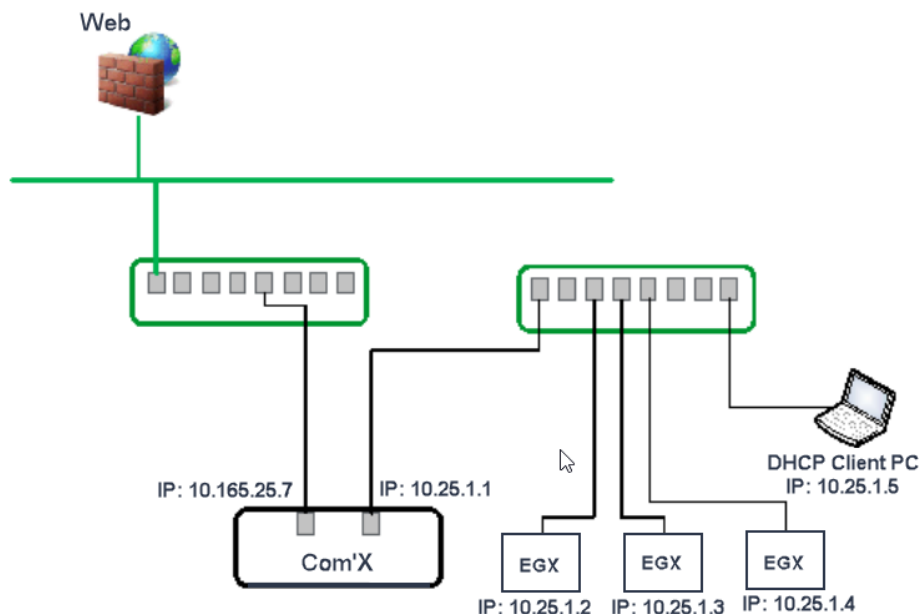 Web
IP: 10.165.25.7
IP: 10.25.1.1
Com'X
DHCP Client PC
IP: 10.25.1.5
EGX
EGX
EGX
IP: 10.25.1.2
IP: 10.25.1.3
IP: 10.25.1.4